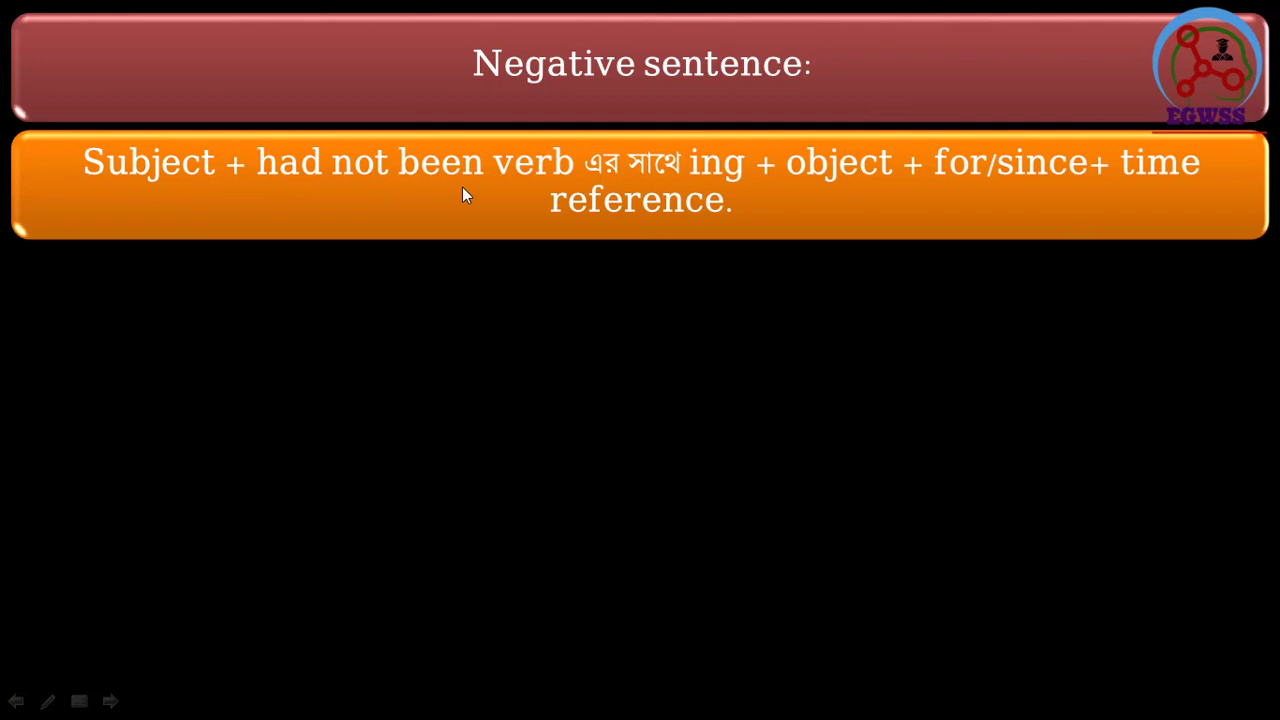 Negative sentence:
EGWSS
Subject + had not been verb এর সাথে ing + object + for/since+ time
reference.